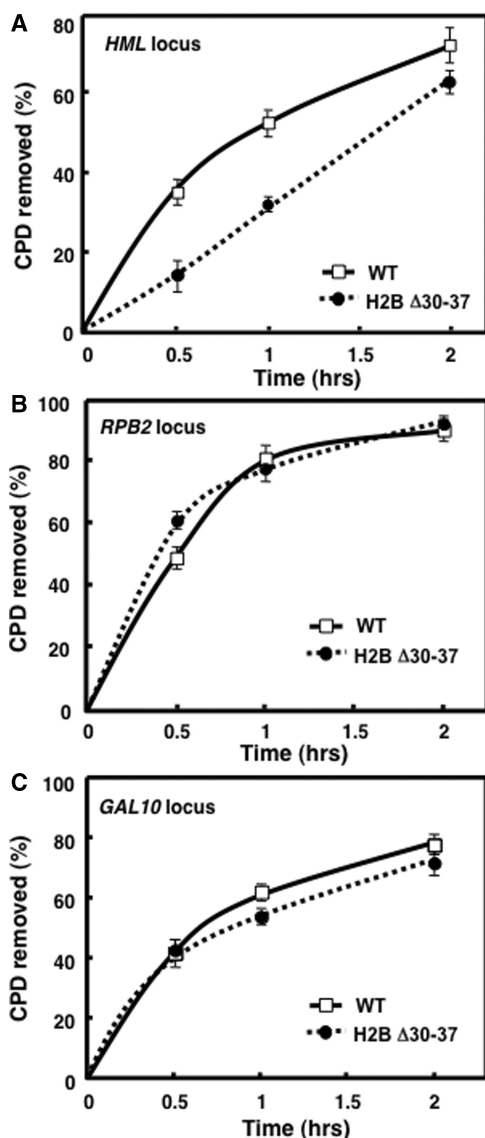 A
HML locus
CPD removed (%)
80
60
40
20
0
WT
H2B Δ30-37
0 0.5 1 1.5 2
Time (hrs)
B
RPB2 locus
CPD removed (%)
100
80
60
40
20
0
WT
H2B Δ30-37
0 0.5 1 1.5 2
Time (hrs)
C
GAL10 locus
CPD removed (%)
100
80
60
40
20
0
WT
H2B Δ30-37
0 0.5 1 1.5 2
Time (hrs)